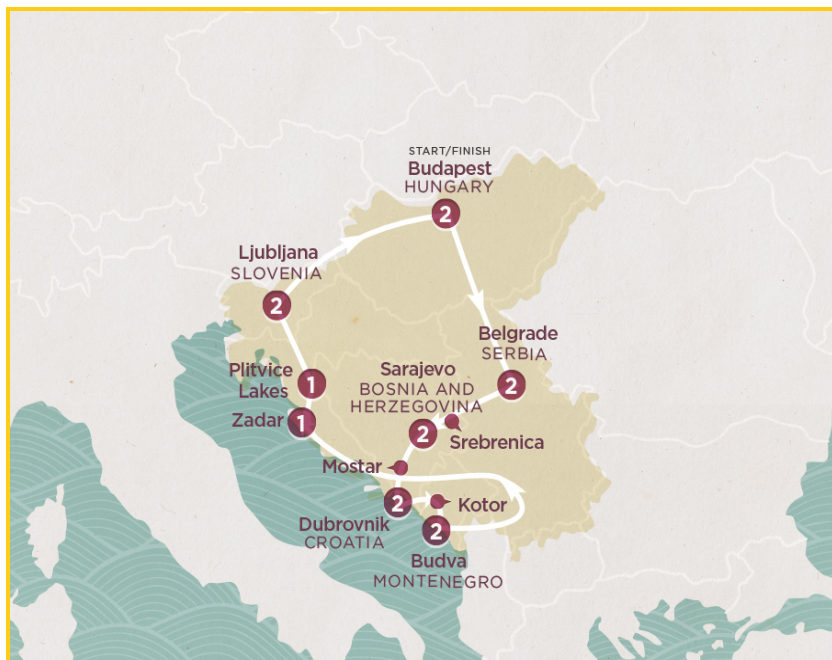 START/FINISH
Budapest
HUNGARY
2
Ljubljana
SLOVENIA
2
Belgrade
SERBIA
2
Plitvice
Lakes
1
Sarajevo
BOSNIA AND
HERZEGOVINA
2
Zadar
1
Srebrenica
Mostar
2
Kotor
Dubrovnik
CROATIA
2
Budva
MONTENEGRO